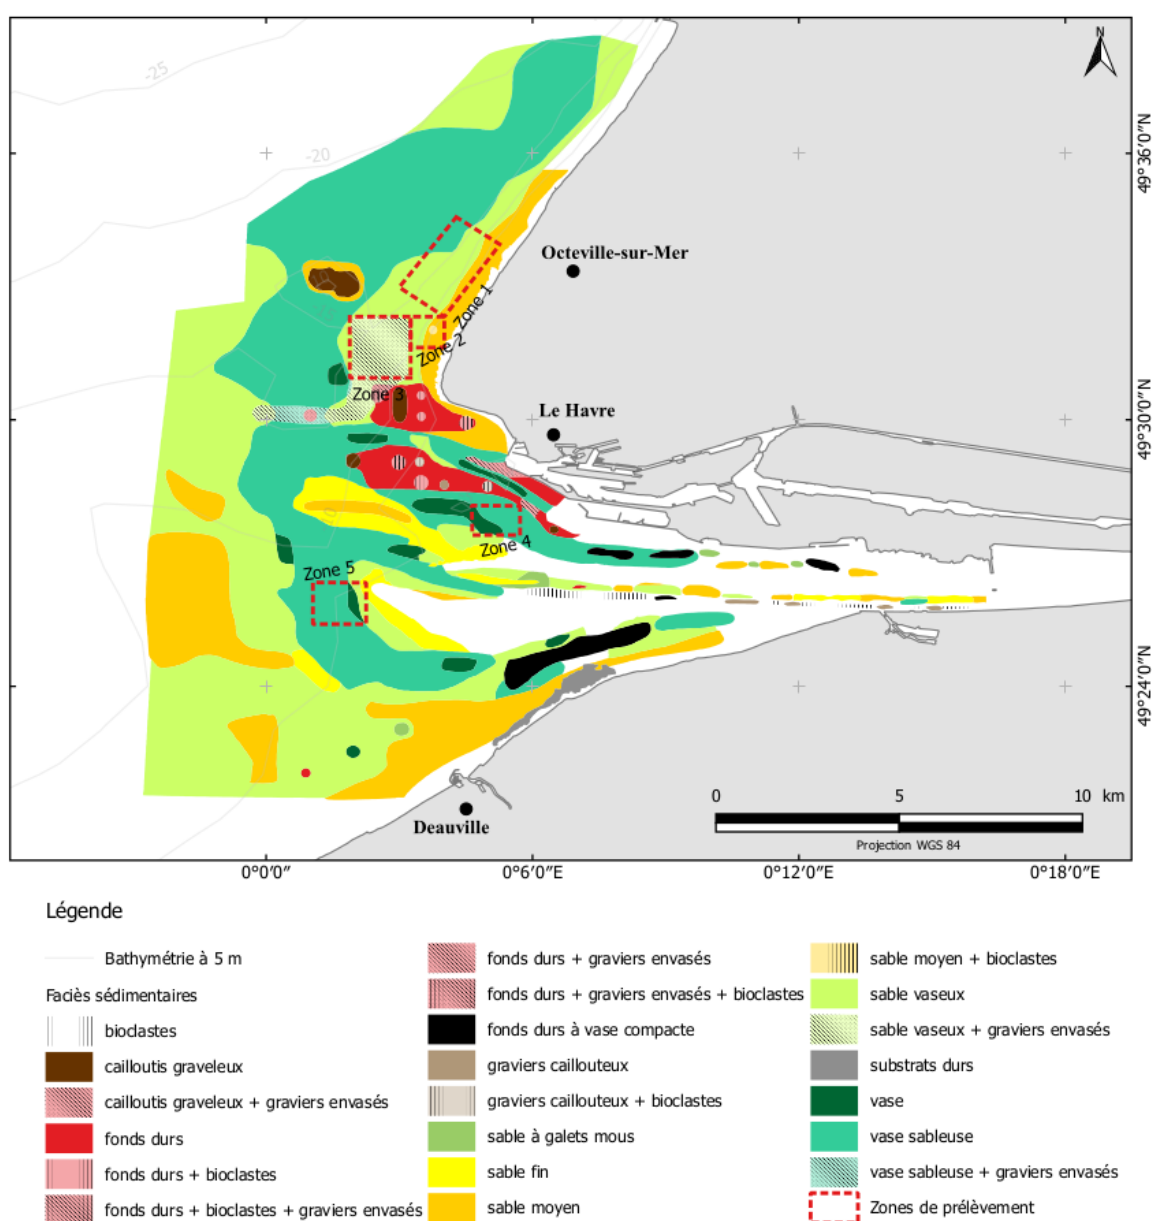 N
-25
-20
49°36'0"N
Octeville-sur-Mer
Zone 1
Zone 2
Zone 3
Le Havre
49°30'0"N
Zone 4
Zone 5
49°24'0"N
Deauville
0 5 10 km
Projection WGS 84
0°0'0" 0°6'0"E 0°12'0"E 0°18'0"E
Légende
Bathymétrie à 5 m
Faciès sédimentaires
bioclastes
cailloutis graveleux
cailloutis graveleux + graviers envasés
fonds durs
fonds durs + bioclastes
fonds durs + bioclastes + graviers envasés
fonds durs + graviers envasés
fonds durs + graviers envasés + bioclastes
fonds durs à vase compacte
graviers caillouteux
graviers caillouteux + bioclastes
sable à galets mous
sable fin
sable moyen
sable moyen + bioclastes
sable vaseux
sable vaseux + graviers envasés
substrats durs
vase
vase sableuse
vase sableuse + graviers envasés
Zones de prélèvement